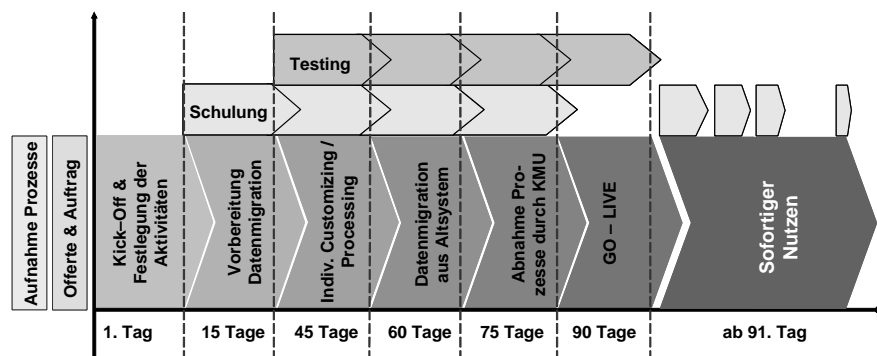 Testing
Schulung
Aufnahme Prozesse
Offerte & Auftrag
Kick–Off &
Festlegung der
Aktivitäten
Vorbereitung
Datenmigration
Indiv. Customizing /
Processing
Datenmigration
aus Altsystem
Abnahme Pro-
zesse durch KMU
GO – LIVE
Sofortiger
Nutzen
1. Tag
15 Tage
45 Tage
60 Tage
75 Tage
90 Tage
ab 91. Tag